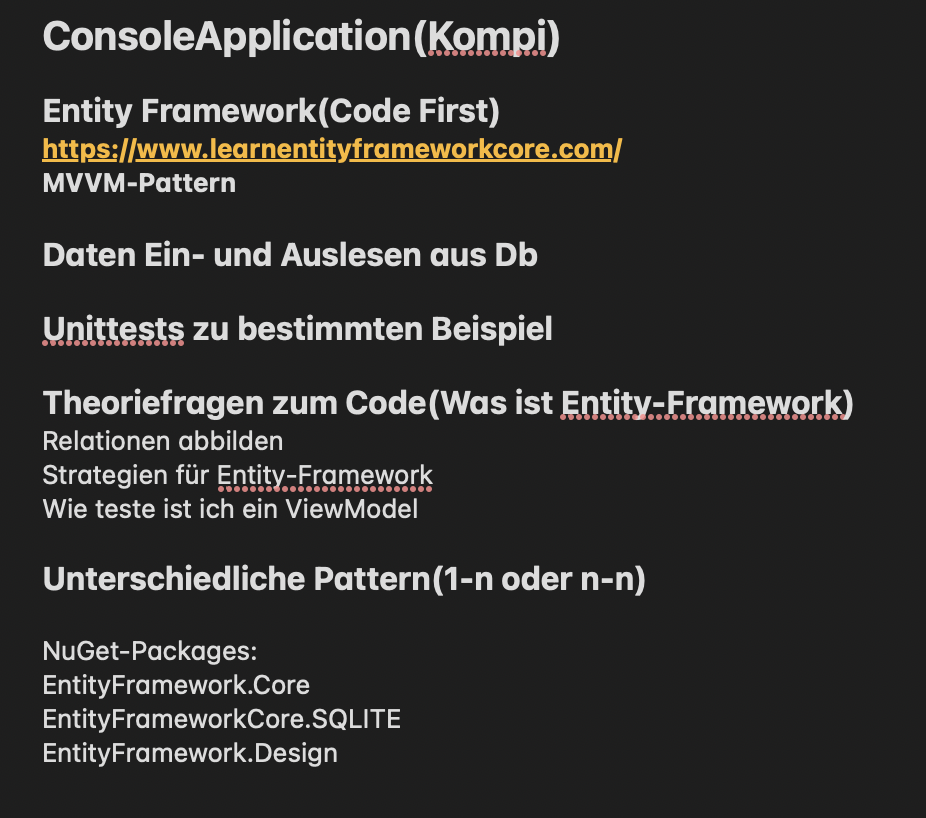 ConsoleApplication(Kompi)
Entity Framework(Code First)
https://www.learnentityframeworkcore.com/
MVVM-Pattern
Daten Ein- und Auslesen aus Db
Unittests zu bestimmten Beispiel
Theoriefragen zum Code(Was ist Entity-Framework)
Relationen abbilden
Strategien für Entity-Framework
Wie teste ist ich ein ViewModel
Unterschiedliche Pattern(1-n oder n-n)
NuGet-Packages:
EntityFramework.Core
EntityFrameworkCore.SQLITE
EntityFramework.Design